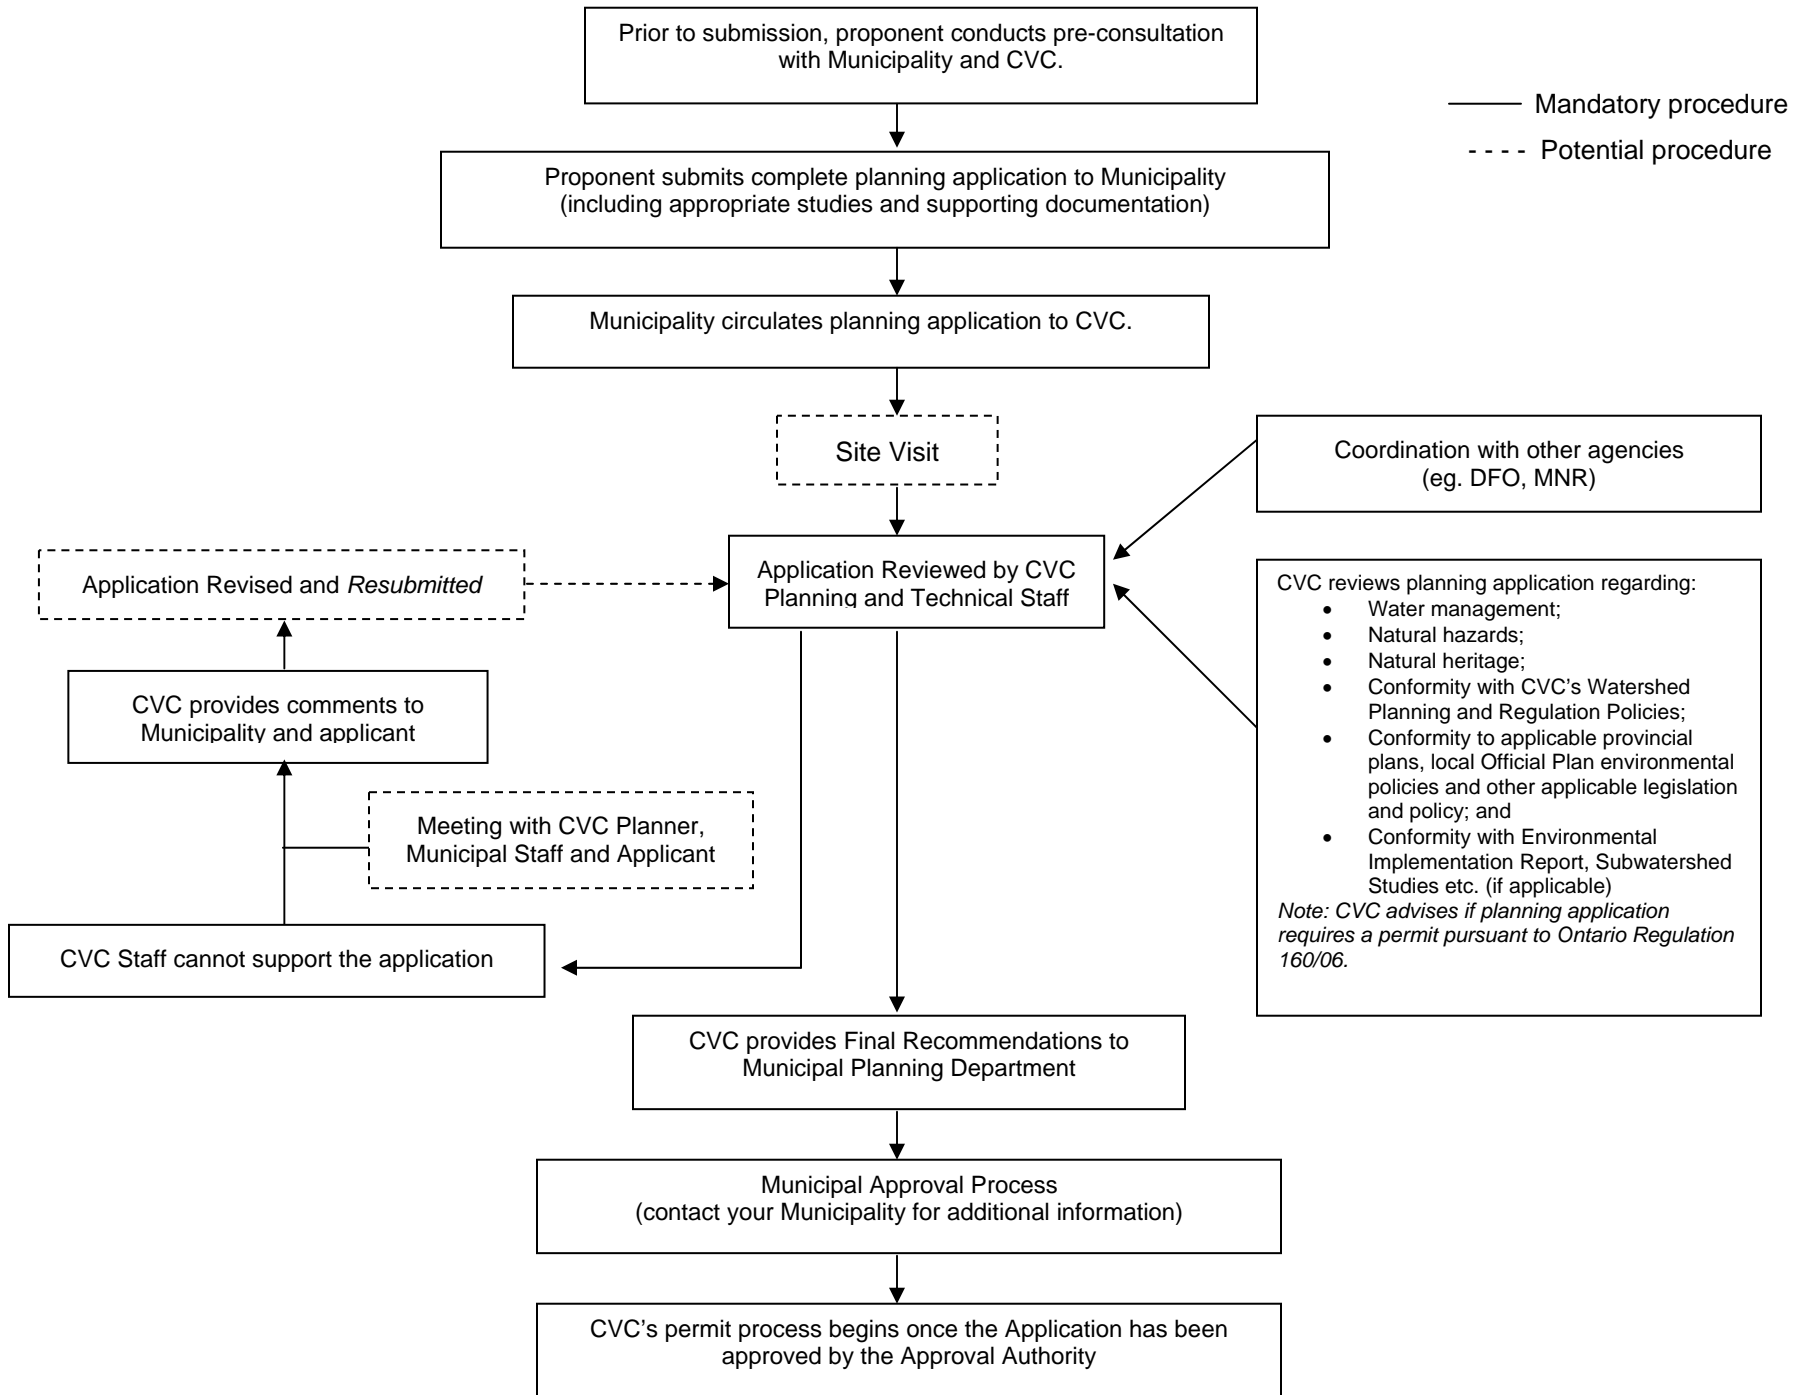 Prior to submission, proponent conducts pre-consultation
with Municipality and CVC.
Mandatory procedure
Potential procedure
Proponent submits complete planning application to Municipality
(including appropriate studies and supporting documentation)
Municipality circulates planning application to CVC.
Site Visit
Coordination with other agencies
(eg. DFO, MNR)
Application Reviewed by CVC
Planning and Technical Staff
Application Revised and Resubmitted
CVC provides comments to
Municipality and applicant
Meeting with CVC Planner,
Municipal Staff and Applicant
CVC Staff cannot support the application
CVC reviews planning application regarding:
• Water management;
• Natural hazards;
• Natural heritage;
• Conformity with CVC’s Watershed
Planning and Regulation Policies;
• Conformity to applicable provincial
plans, local Official Plan environmental
policies and other applicable legislation
and policy; and
• Conformity with Environmental
Implementation Report, Subwatershed
Studies etc. (if applicable)
Note: CVC advises if planning application
requires a permit pursuant to Ontario Regulation
160/06.
CVC provides Final Recommendations to
Municipal Planning Department
Municipal Approval Process
(contact your Municipality for additional information)
CVC’s permit process begins once the Application has been
approved by the Approval Authority